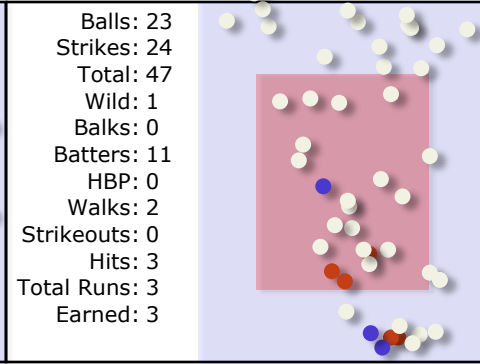 Balls: 23
Strikes: 24
Total: 47
Wild: 1
Balks: 0
Batters: 11
HBP: 0
Walks: 2
Strikeouts: 0
Hits: 3
Total Runs: 3
Earned: 3